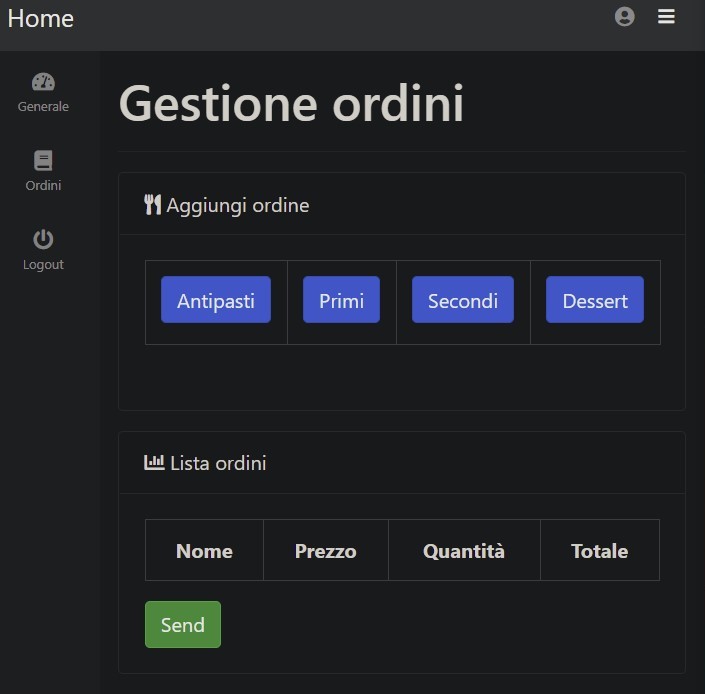 Home
Generale
Ordini
Logout
Gestione ordini
Aggiungi ordine
Antipasti Primi Secondi Dessert
Lista ordini
Nome Prezzo Quantità Totale
Send